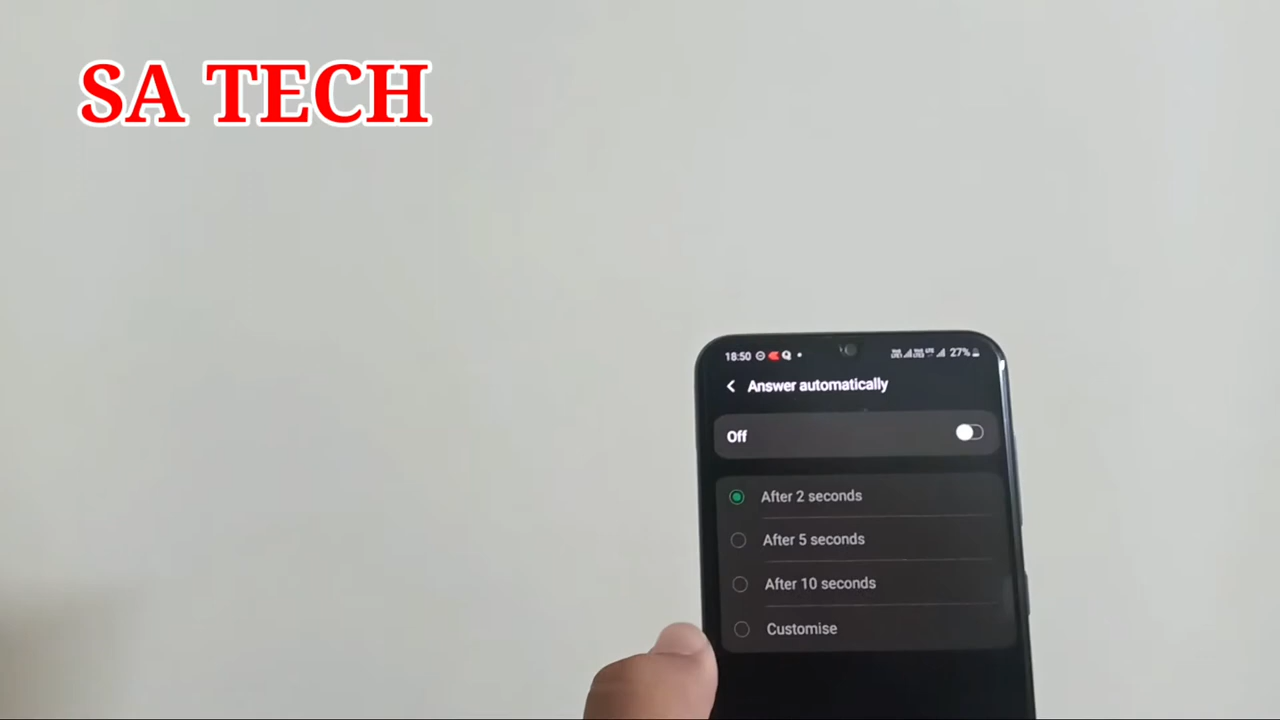 SA TECH
18:50 27%
Answer automatically
Off
After 2 seconds
After 5 seconds
After 10 seconds
Customise